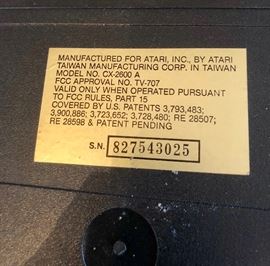 MANUFACTURED FOR ATARI, INC., BY ATARI
TAIWAN MANUFACTURING CORP. IN TAIWAN
MODEL NO. CX-2600 A
FCC APPROVAL NO. TV-707
VALID ONLY WHEN OPERATED PURSUANT
TO FCC RULES, PART 15
COVERED BY U.S. PATENTS 3,793,483;
3,900,886; 3,723,652; 3,728,480; RE 28507;
RE 28598 & PATENT PENDING
S.N. 827543025